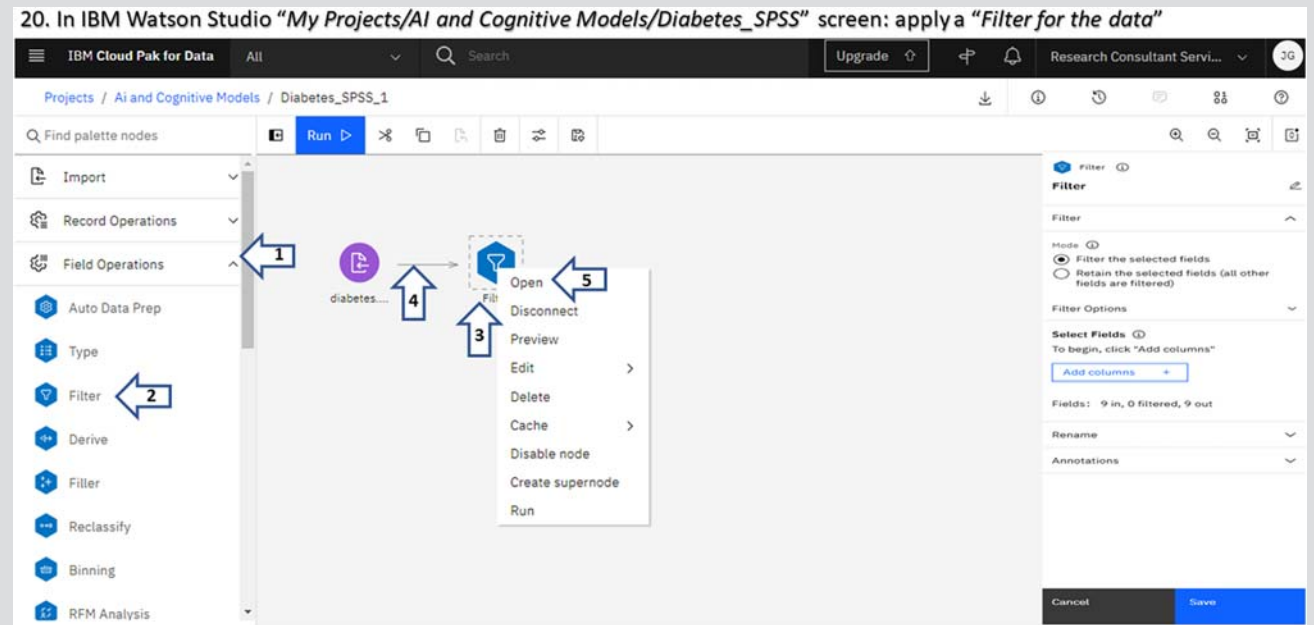 20. In IBM Watson Studio “My Projects/AI and Cognitive Models/Diabetes_SPSS” screen: apply a “Filter for the data”
IBM Cloud Pak for Data All Search Upgrade Research Consultant Servi... JG
Projects / Ai and Cognitive Models / Diabetes_SPSS_1
Find palette nodes
Run
Import
Record Operations
Field Operations
Auto Data Prep
Type
Filter
Derive
Filler
Reclassify
Binning
RFM Analysis
1
2
diabetes....
4
3
Open
5
Disconnect
Preview
Edit
Delete
Cache
Disable node
Create supernode
Run
Filter
Filter
Filter
Mode
Filter the selected fields
Retain the selected fields (all other
fields are filtered)
Filter Options
Select Fields
To begin, click "Add columns"
Add columns +
Fields: 9 in, 0 filtered, 9 out
Rename
Annotations
Cancel Save